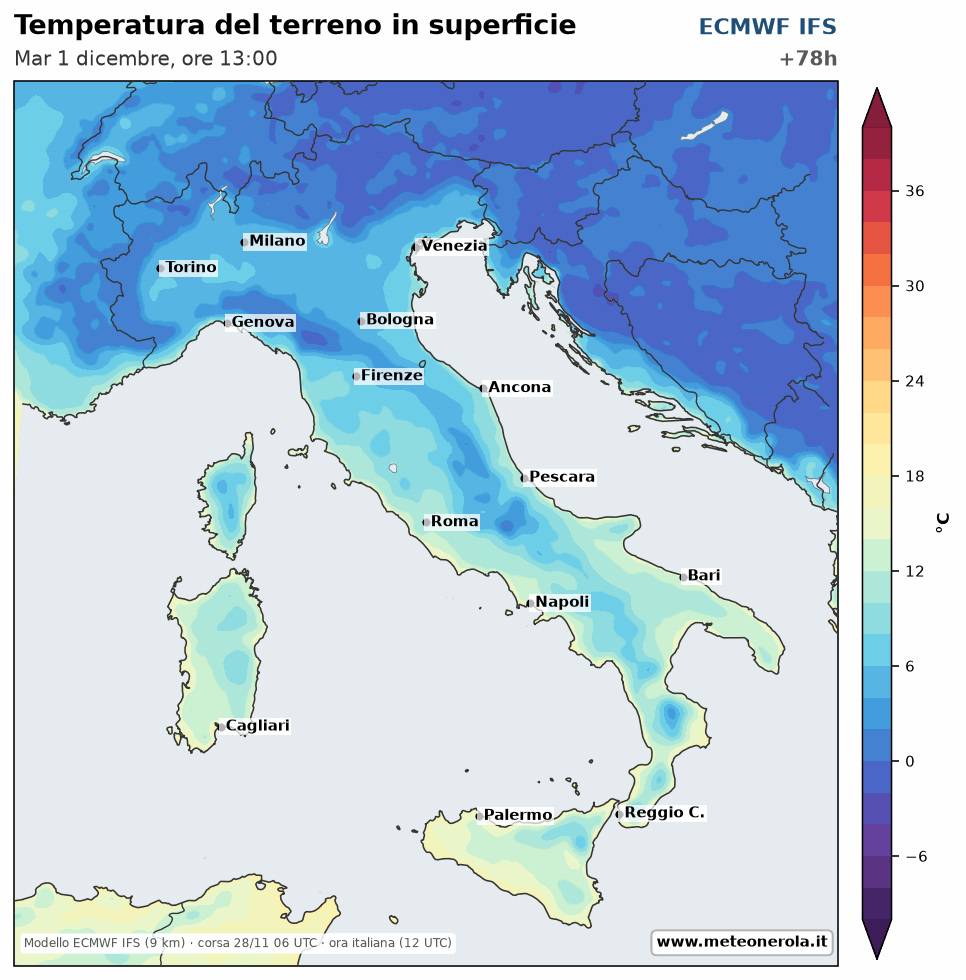 Temperatura del terreno in superficie
ECMWF IFS
Mar 1 dicembre, ore 13:00
+78h
Milano
Venezia
Torino
Genova
Bologna
Firenze
Ancona
Pescara
Roma
Bari
Napoli
Cagliari
Palermo
Reggio C.
36
30
24
18
12
6
0
−6
°C
Modello ECMWF IFS (9 km) · corsa 28/11 06 UTC · ora italiana (12 UTC)
www.meteonerola.it